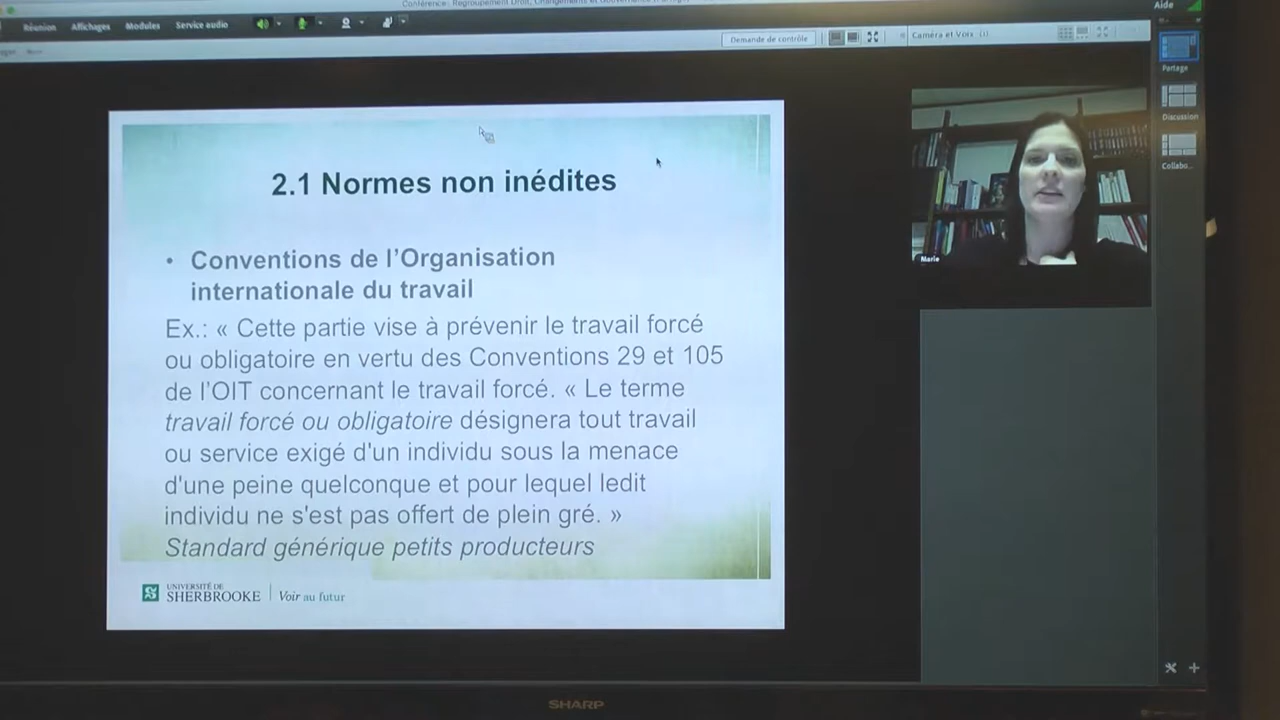 Conférence : Regroupement Droit, Changements et Gouvernance
Aide
Réunion Affichages Modules Service audio
Demande de contrôle
Caméra et Voix (1)
Partage
Discussion
Collabo...
Marie
2.1 Normes non inédites
• Conventions de l'Organisation
internationale du travail
Ex.: « Cette partie vise à prévenir le travail forcé
ou obligatoire en vertu des Conventions 29 et 105
de l'OIT concernant le travail forcé. « Le terme
travail forcé ou obligatoire désignera tout travail
ou service exigé d'un individu sous la menace
d'une peine quelconque et pour lequel ledit
individu ne s'est pas offert de plein gré. »
Standard générique petits producteurs
UNIVERSITÉ DE
SHERBROOKE Voir au futur
SHARP